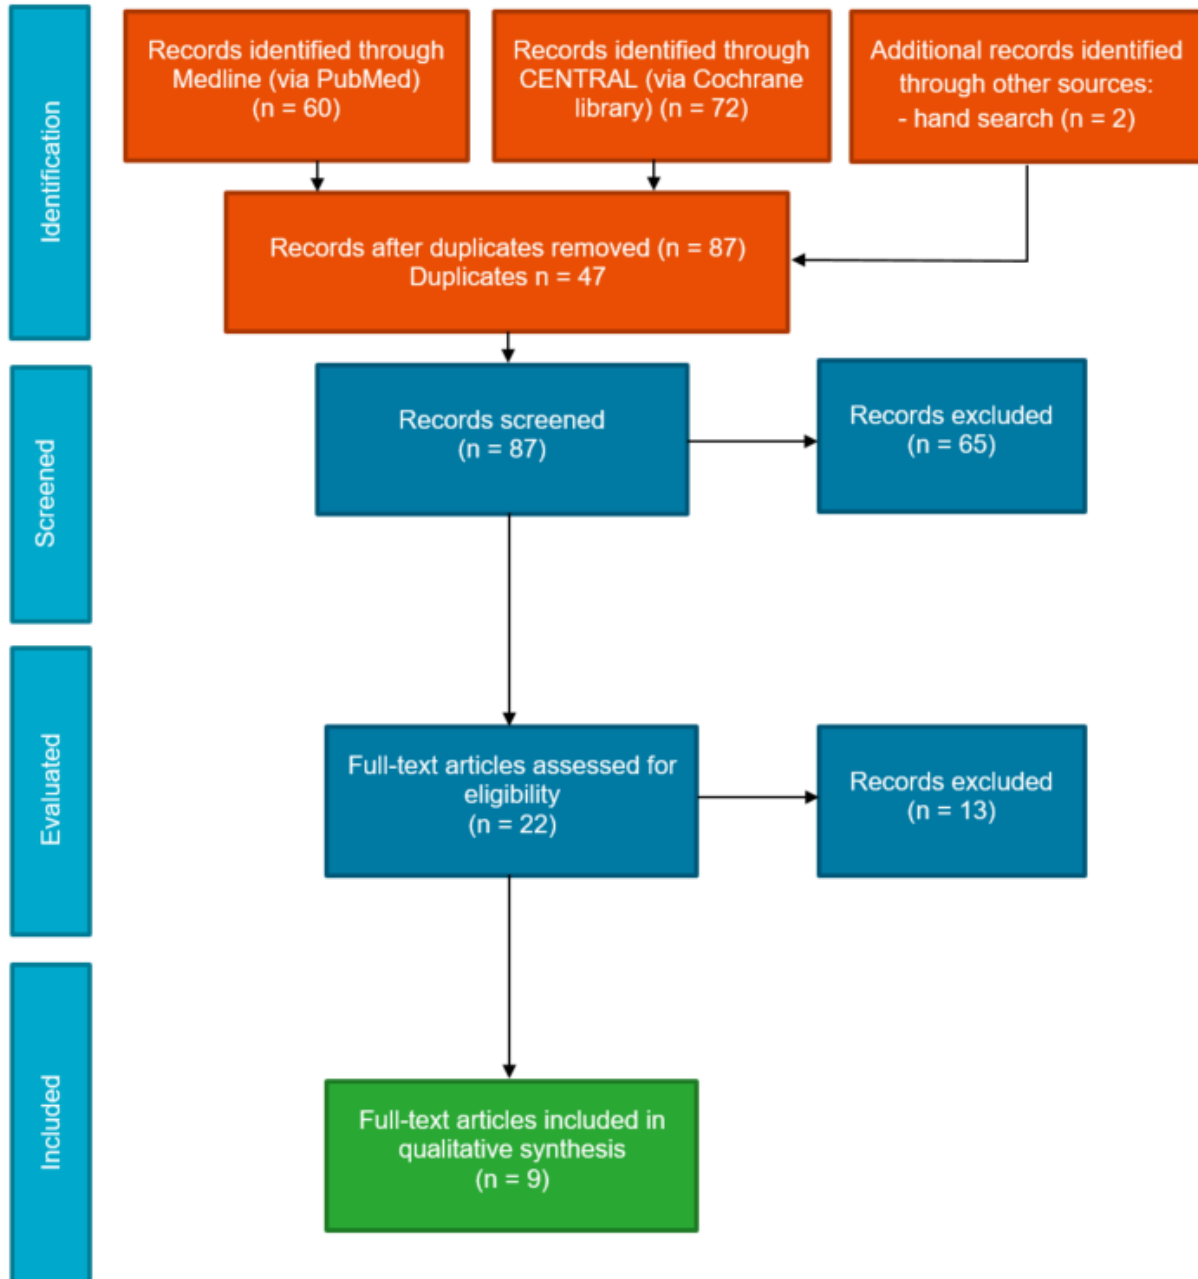 Identification
Records identified through
Medline (via PubMed)
(n = 60)
Records identified through
CENTRAL (via Cochrane
library) (n = 72)
Additional records identified
through other sources:
- hand search (n = 2)
Records after duplicates removed (n = 87)
Duplicates n = 47
Screened
Records screened
(n = 87)
Records excluded
(n = 65)
Evaluated
Full-text articles assessed for
eligibility
(n = 22)
Records excluded
(n = 13)
Included
Full-text articles included in
qualitative synthesis
(n = 9)